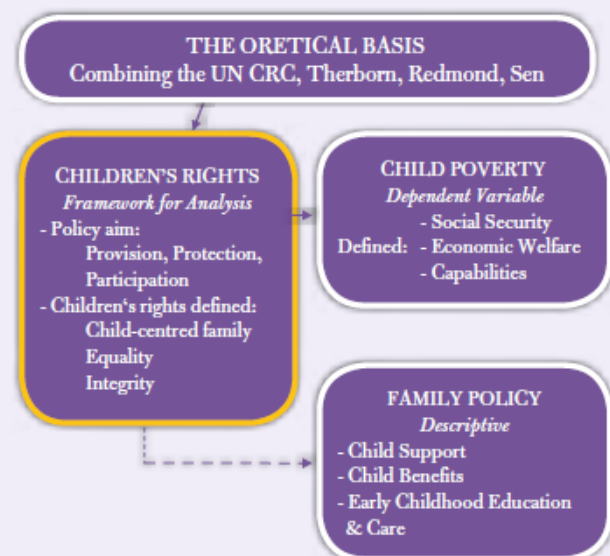 THE ORETICAL BASIS
Combining the UN CRC, Therborn, Redmond, Sen
CHILDREN'S RIGHTS
Framework for Analysis
- Policy aim:
Provision, Protection,
Participation
- Children‘s rights defined:
Child-centred family
Equality
Integrity
CHILD POVERTY
Dependent Variable
- Social Security
Defined: - Economic Welfare
- Capabilities
FAMILY POLICY
Descriptive
- Child Support
- Child Benefits
- Early Childhood Education
& Care